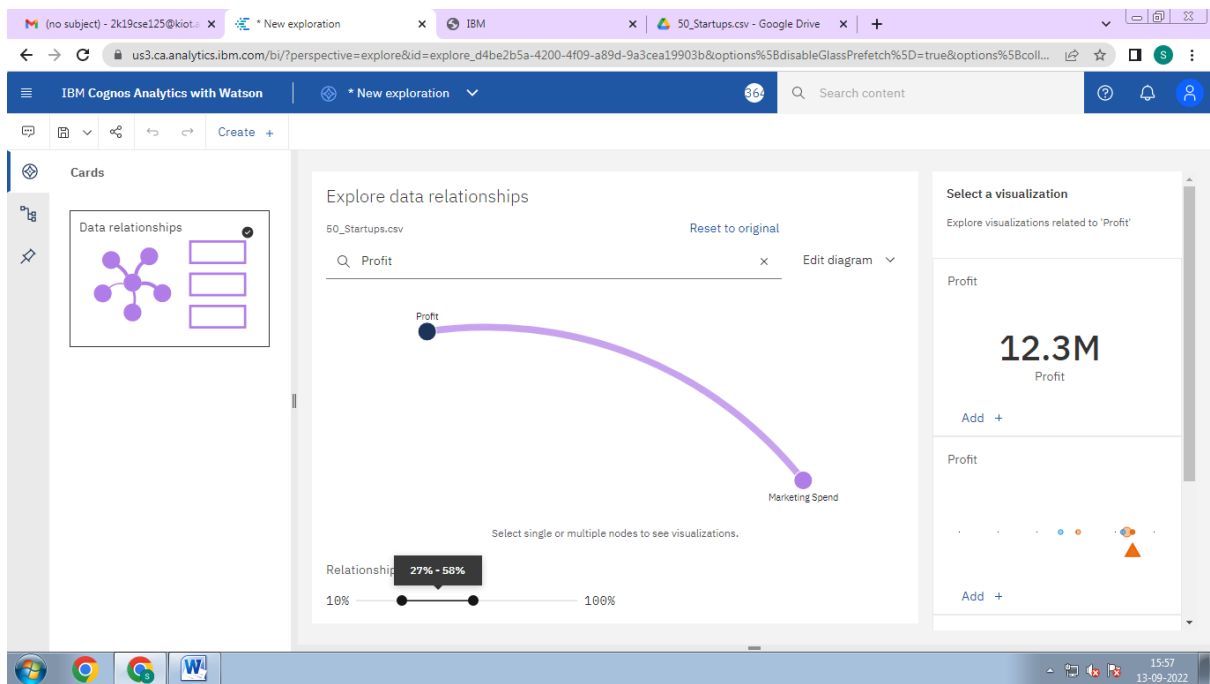 (no subject) - 2k19cse125@kiot.a
* New exploration
IBM
50_Startups.csv - Google Drive
us3.ca.analytics.ibm.com/bi/?perspective=explore&id=explore_d4be2b5a-4200-4f09-a89d-9a3cea19903b&options%5BdisableGlassPrefetch%5D=true&options%5Bcoll...
S
IBM Cognos Analytics with Watson
* New exploration
364
Search content
Create +
Cards
Data relationships
Explore data relationships
50_Startups.csv
Reset to original
Profit
Edit diagram
Profit
Marketing Spend
Select single or multiple nodes to see visualizations.
Relationship
27% - 58%
10%
100%
Select a visualization
Explore visualizations related to 'Profit'
Profit
12.3M
Profit
Add +
Profit
Add +
15:57
13-09-2022